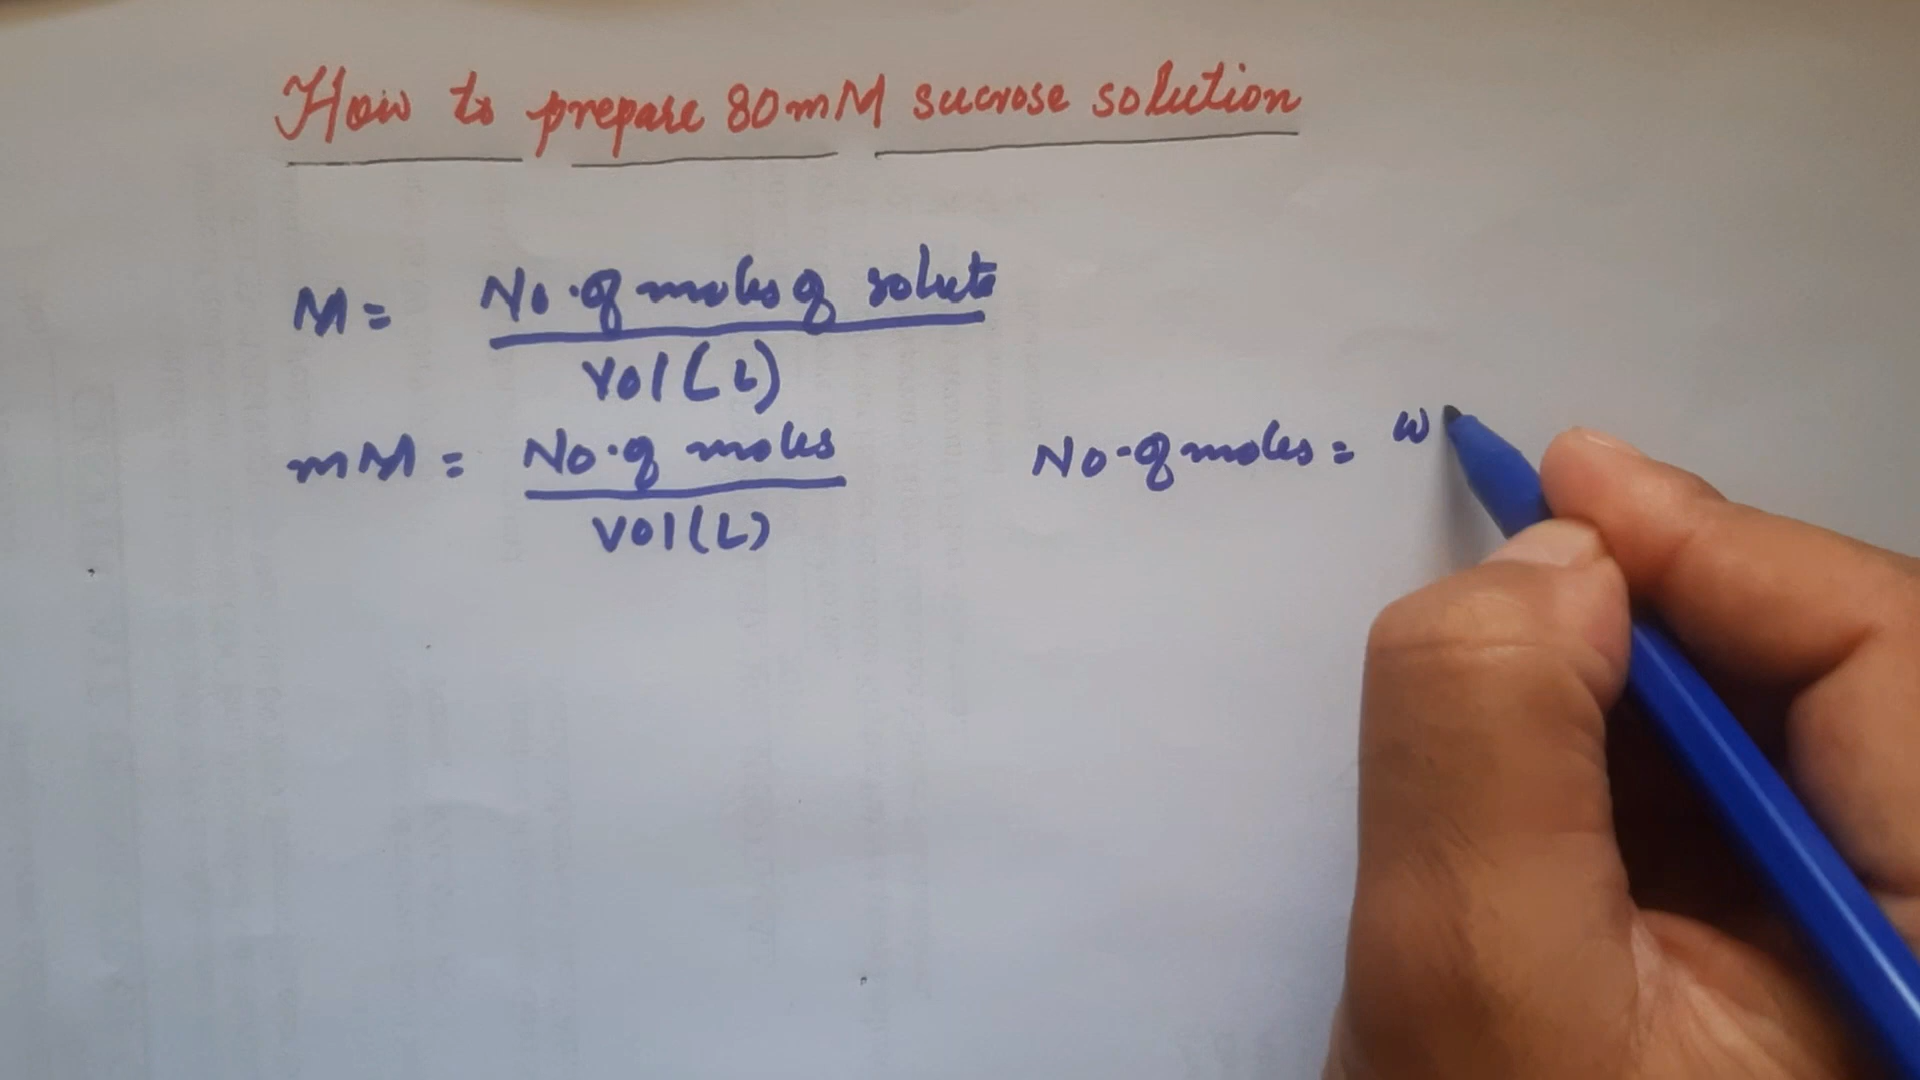 How to prepare 80mM sucrose solution
M = No. of moles of solute
Vol (L)
mM = No. of moles
Vol (L)
No. of moles = w